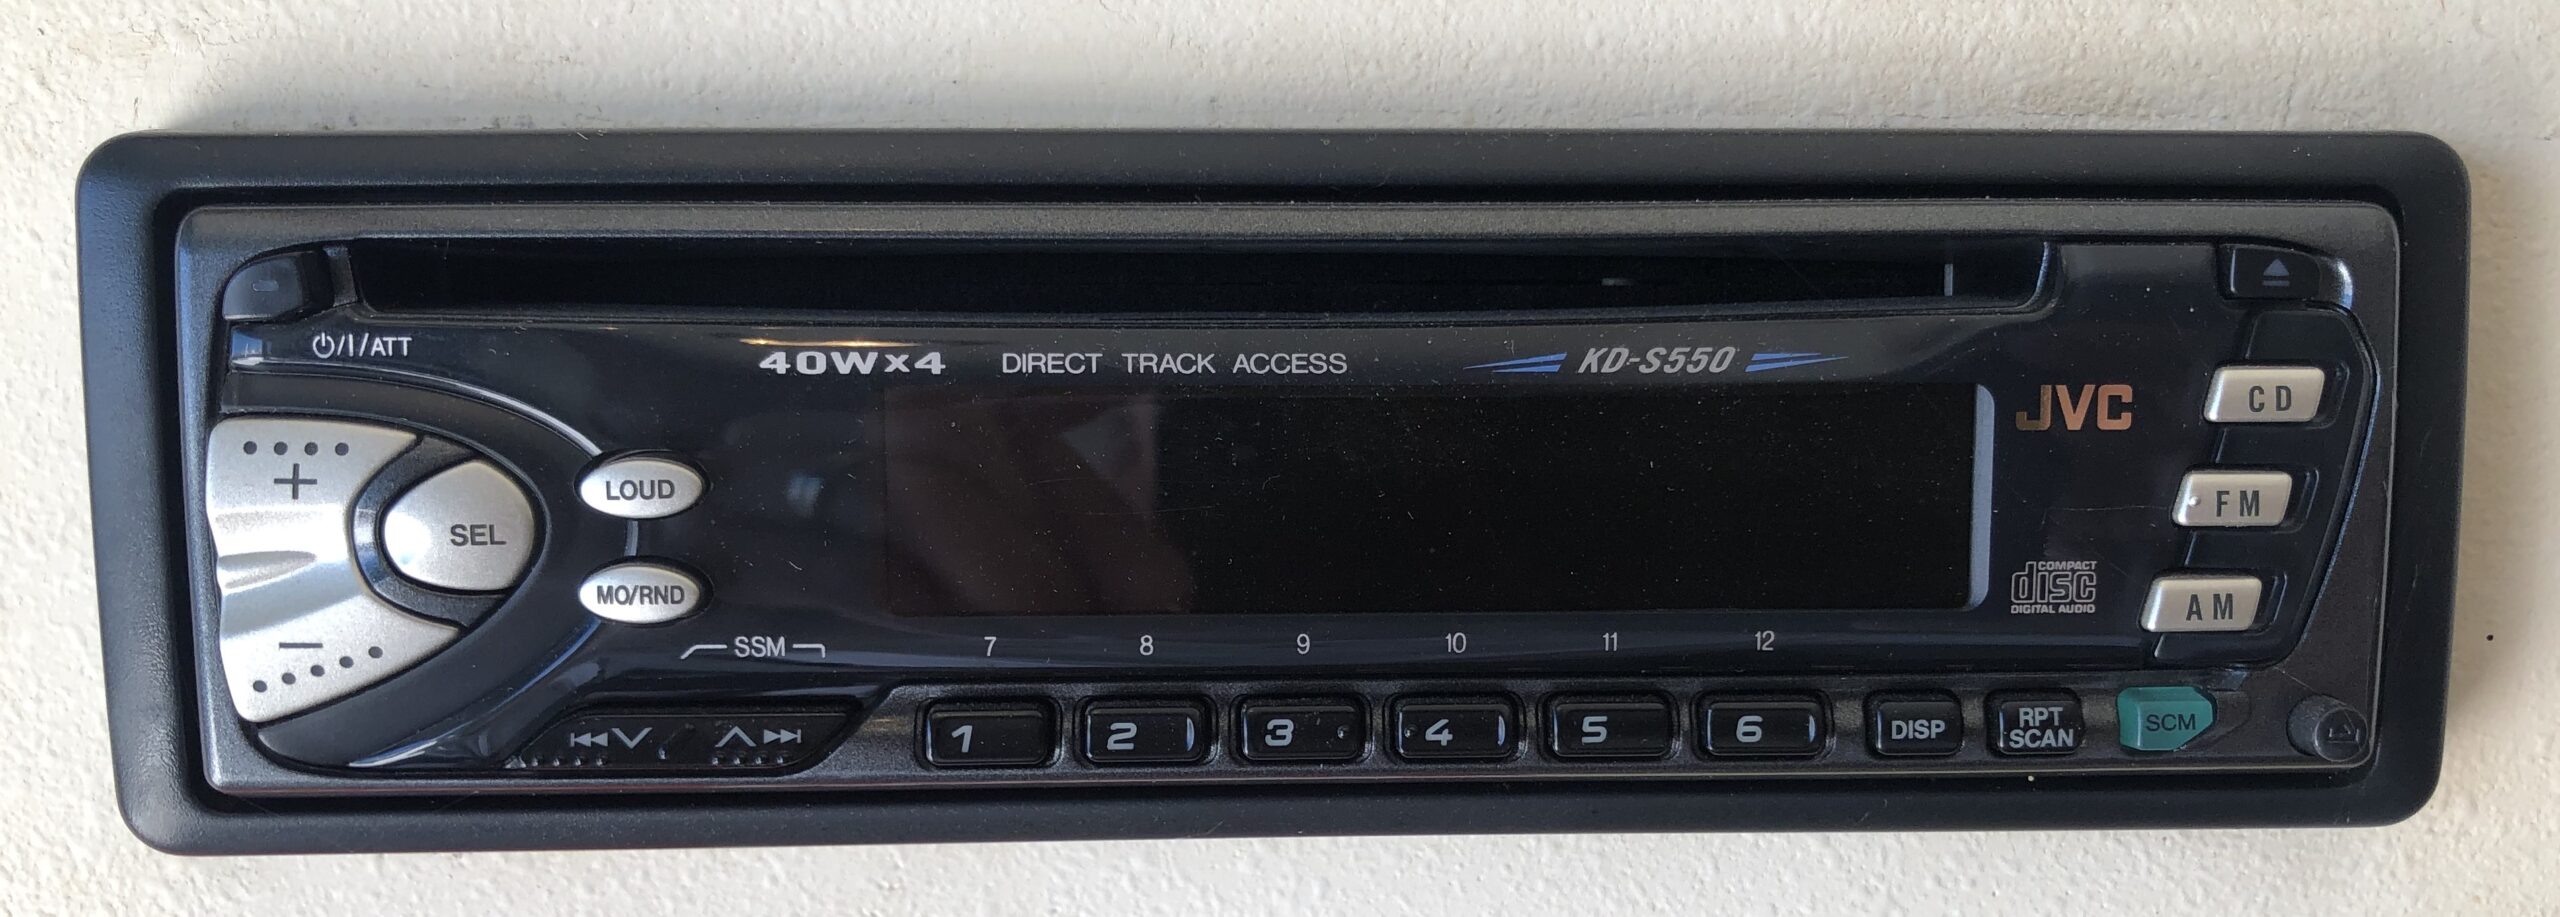 ⏻/I/ATT
40Wx4 DIRECT TRACK ACCESS KD-S550
JVC
CD
+
LOUD
SEL
FM
MO/RND
COMPACT
disc
DIGITAL AUDIO
AM
−
SSM 7 8 9 10 11 12
⏮∨ ∧⏭ 1 2 3 4 5 6 DISP RPT SCAN SCM